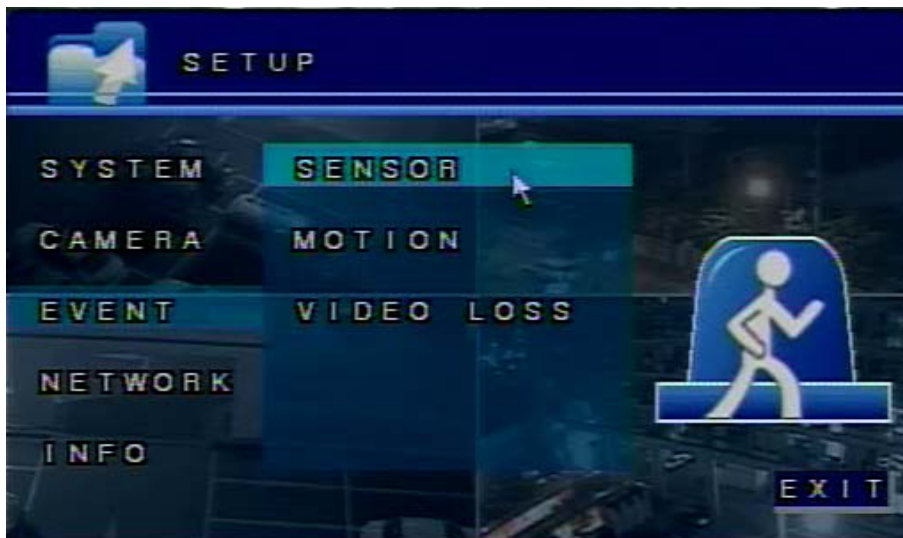 SETUP
SYSTEM
CAMERA
EVENT
NETWORK
INFO
SENSOR
MOTION
VIDEO LOSS
EXIT